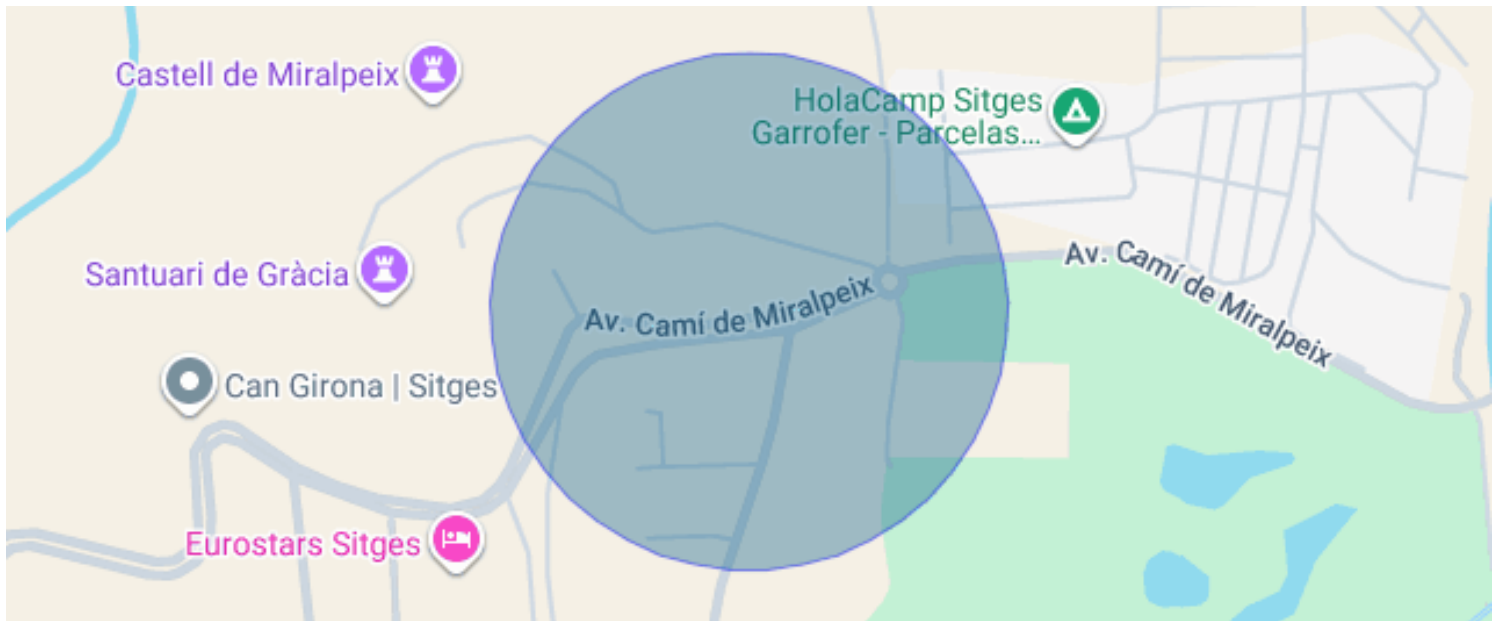 Castell de Miralpeix
HolaCamp Sitges
Garrofer - Parcelas...
Av. Camí de Miralpeix
Santuari de Gràcia
Av. Camí de Miralpeix
Can Girona | Sitges
Eurostars Sitges